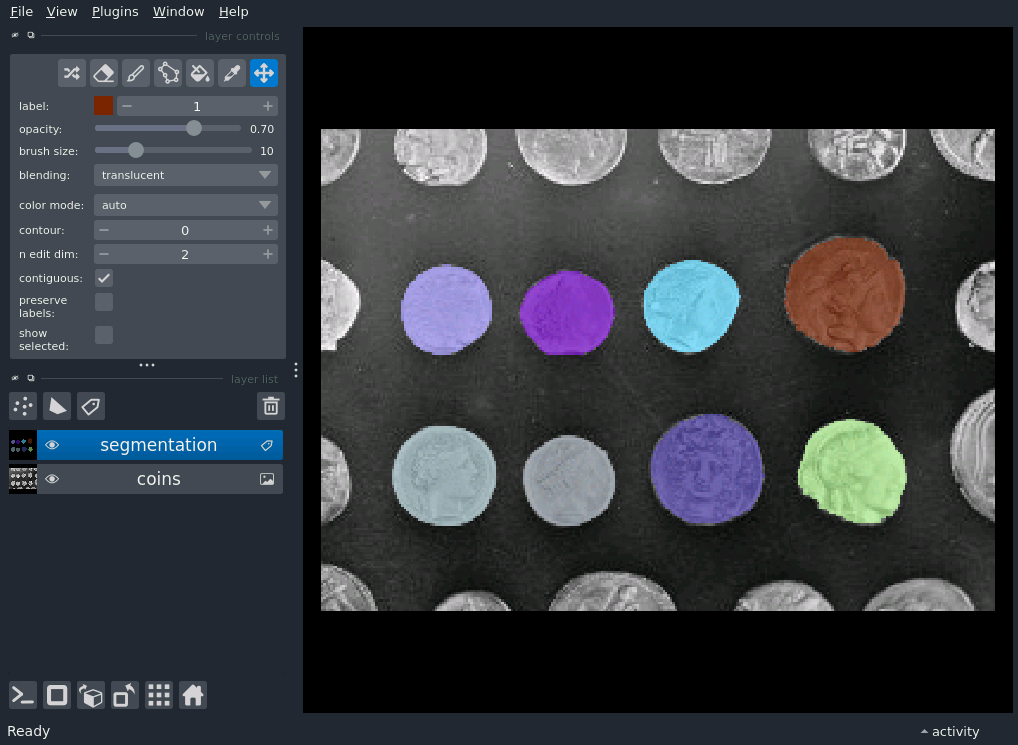 File View Plugins Window Help
layer controls
label: 1
opacity: 0.70
brush size: 10
blending: translucent
color mode: auto
contour: 0
n edit dim: 2
contiguous:
preserve
labels:
show
selected:
layer list
segmentation
coins
Ready
activity